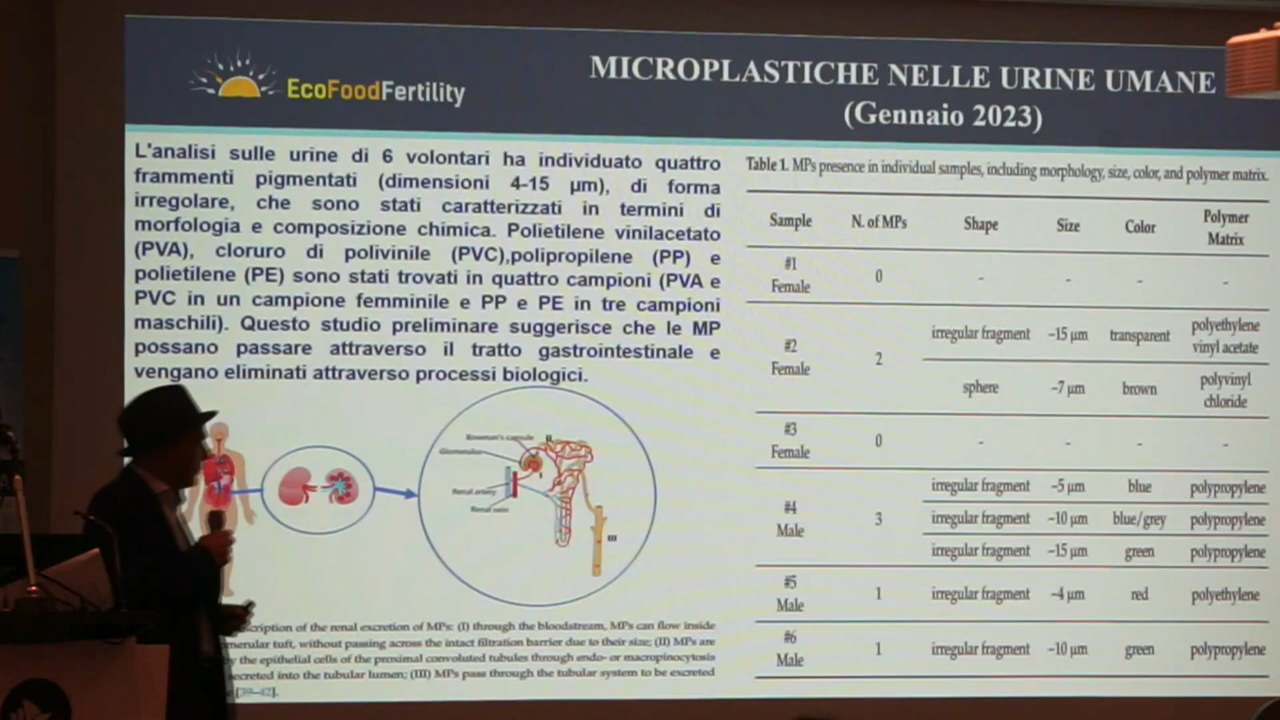 EcoFoodFertility
MICROPLASTICHE NELLE URINE UMANE
(Gennaio 2023)
L'analisi sulle urine di 6 volontari ha individuato quattro
frammenti pigmentati (dimensioni 4-15 µm), di forma
irregolare, che sono stati caratterizzati in termini di
morfologia e composizione chimica. Polietilene vinilacetato
(PVA), cloruro di polivinile (PVC),polipropilene (PP) e
polietilene (PE) sono stati trovati in quattro campioni (PVA e
PVC in un campione femminile e PP e PE in tre campioni
maschili). Questo studio preliminare suggerisce che le MP
possano passare attraverso il tratto gastrointestinale e
vengano eliminati attraverso processi biologici.
Bowman's capsule
Glomerulus
Renal artery
Renal vein
I
II
III
cription of the renal excretion of MPs: (I) through the bloodstream, MPs can flow inside
merular tuft, without passing across the intact filtration barrier due to their size; (II) MPs are
y the epithelial cells of the proximal convoluted tubules through endo- or macropinocytosis
ecreted into the tubular lumen; (III) MPs pass through the tubular system to be excreted
[39–42].
Table 1. MPs presence in individual samples, including morphology, size, color, and polymer matrix.
Sample N. of MPs Shape Size Color Polymer
Matrix
#1
Female 0 - - - -
#2
Female 2 irregular fragment ~15 µm transparent polyethylene
vinyl acetate
sphere ~7 µm brown polyvinyl
chloride
#3
Female 0 - - - -
#4
Male 3 irregular fragment ~5 µm blue polypropylene
irregular fragment ~10 µm blue/grey polypropylene
irregular fragment ~15 µm green polypropylene
#5
Male 1 irregular fragment ~4 µm red polyethylene
#6
Male 1 irregular fragment ~10 µm green polypropylene